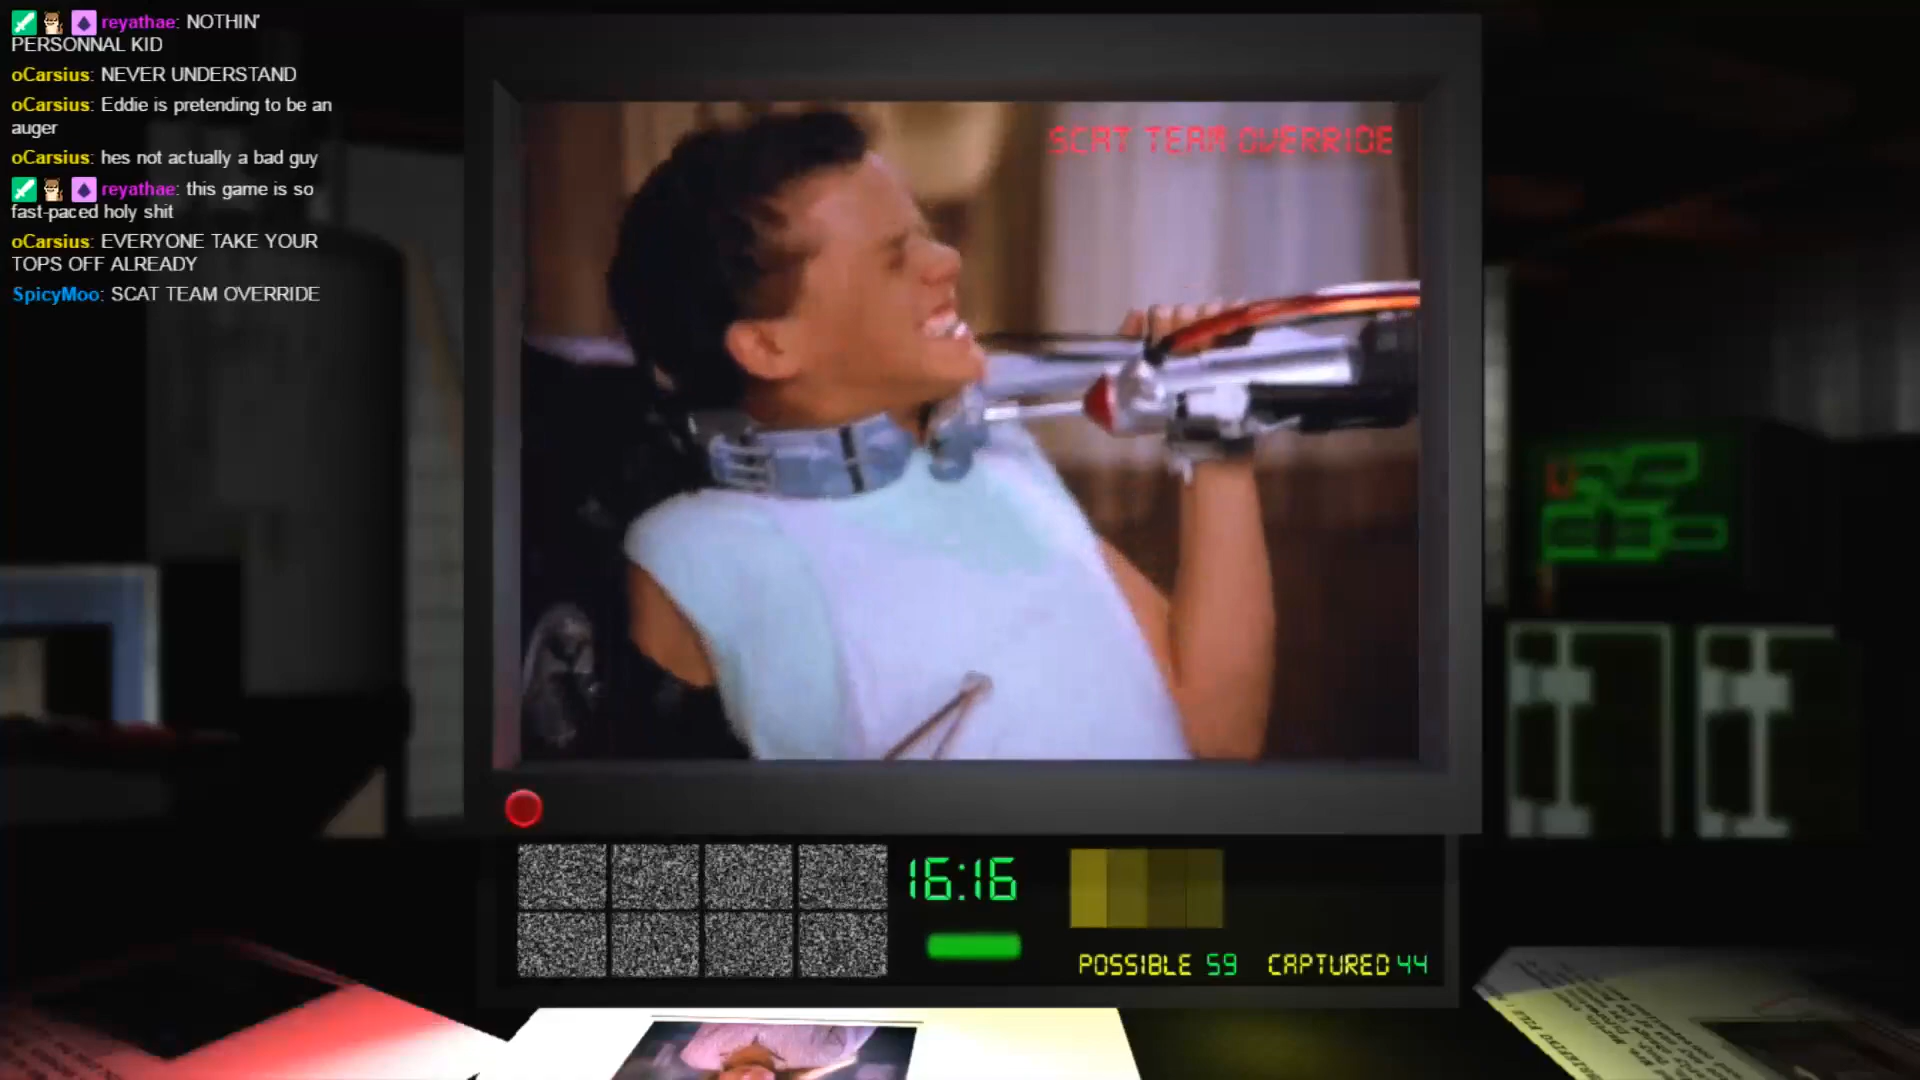 reyathae: NOTHIN'
PERSONNAL KID
oCarsius: NEVER UNDERSTAND
oCarsius: Eddie is pretending to be an
auger
oCarsius: hes not actually a bad guy
reyathae: this game is so
fast-paced holy shit
oCarsius: EVERYONE TAKE YOUR
TOPS OFF ALREADY
SpicyMoo: SCAT TEAM OVERRIDE
SCAT TEAM OVERRIDE
16:16
POSSIBLE 59 CAPTURED 44